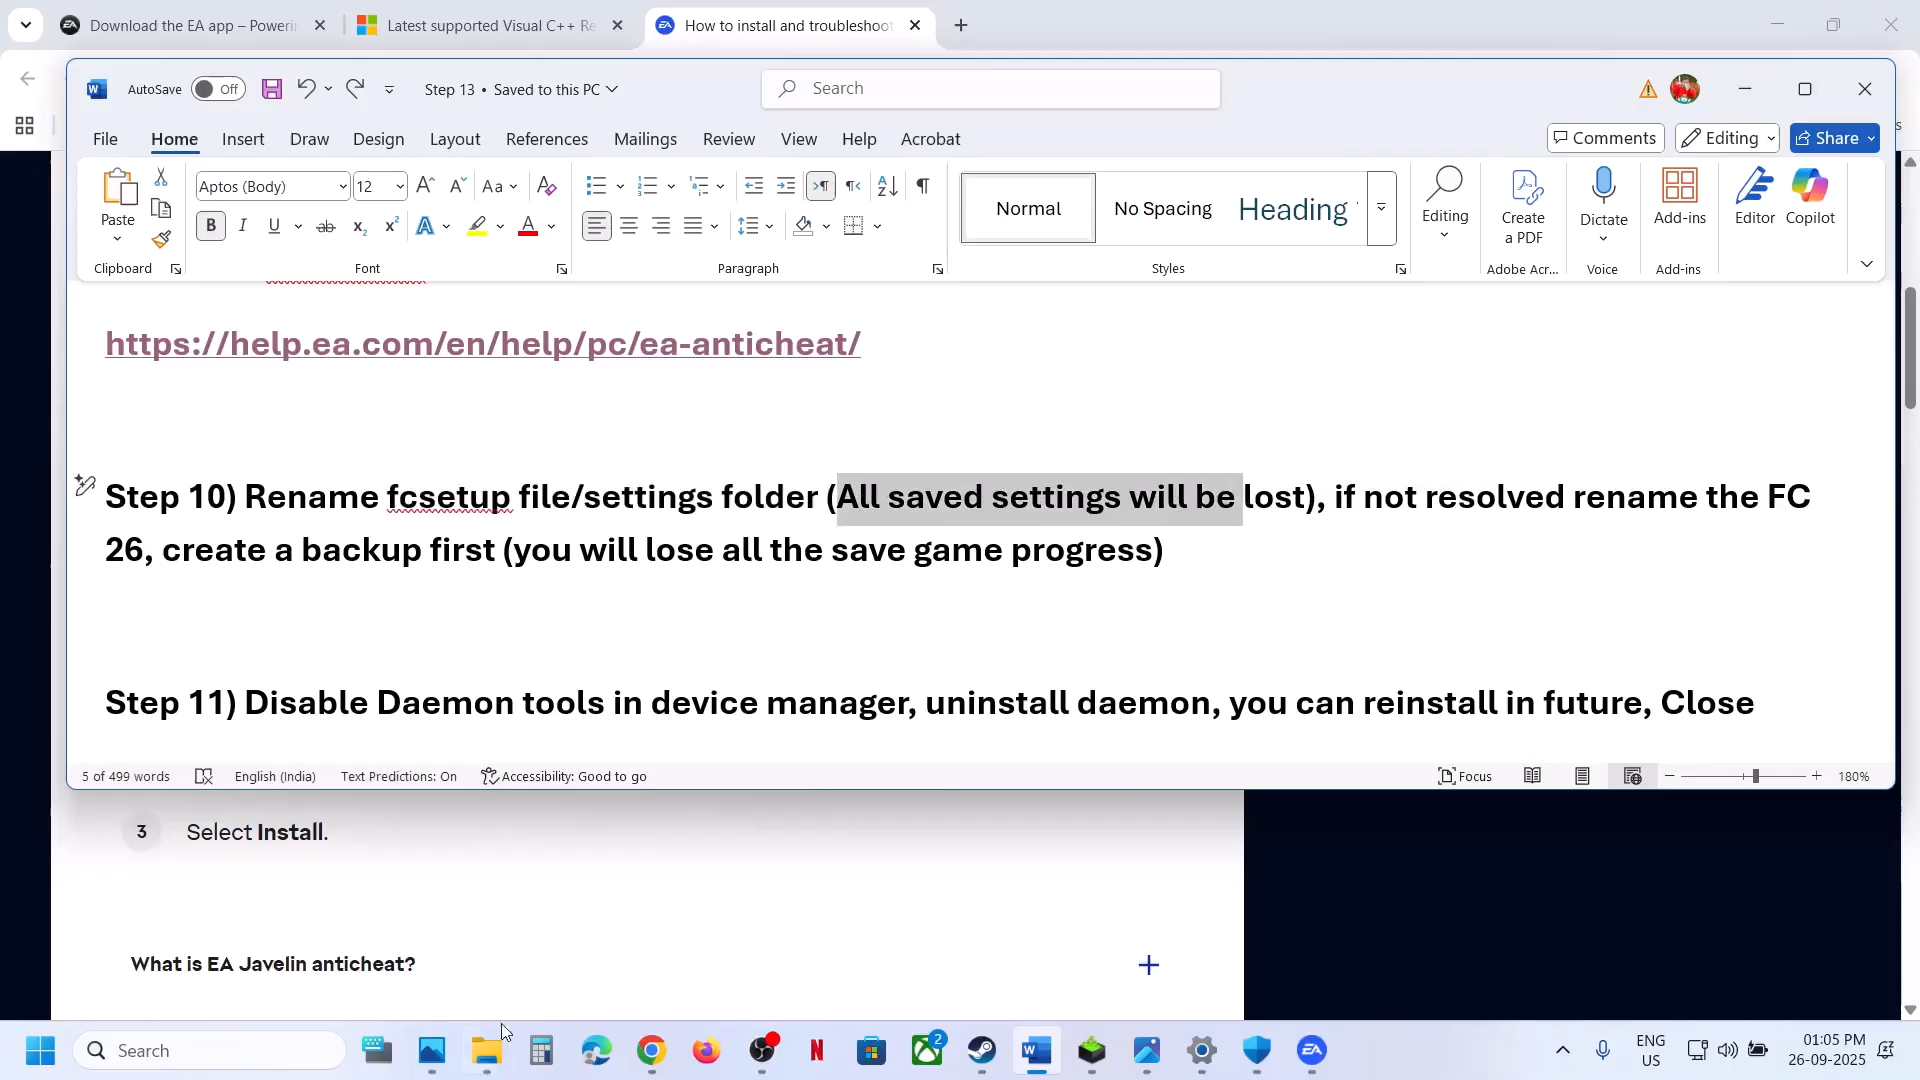 Download the EA app – Powerin
Latest supported Visual C++ Re
How to install and troubleshoot
AutoSave
Off
Step 13 • Saved to this PC
Search
File
Home
Insert
Draw
Design
Layout
References
Mailings
Review
View
Help
Acrobat
Comments
Editing
Share
Paste
Clipboard
Aptos (Body)
12
Font
Paragraph
Normal
No Spacing
Heading
Styles
Editing
Create
a PDF
Adobe Acr...
Dictate
Voice
Add-ins
Add-ins
Editor
Copilot
https://help.ea.com/en/help/pc/ea-anticheat/
Step 10) Rename fcsetup file/settings folder (All saved settings will be lost), if not resolved rename the FC
26, create a backup first (you will lose all the save game progress)
Step 11) Disable Daemon tools in device manager, uninstall daemon, you can reinstall in future, Close
5 of 499 words
English (India)
Text Predictions: On
Accessibility: Good to go
Focus
180%
3
Select Install.
What is EA Javelin anticheat?
Search
2
ENG
US
01:05 PM
26-09-2025